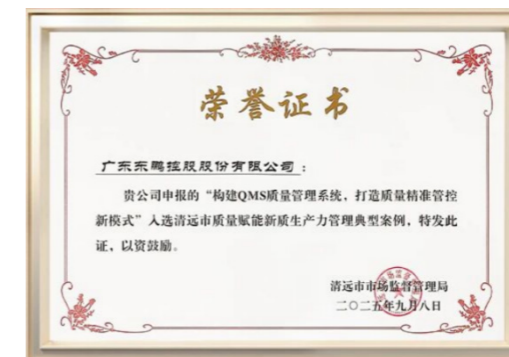 荣誉证书
广东东鹏控股股份有限公司：
贵公司申报的“构建QMS质量管理系统，打造质量精准管控
新模式”入选清远市质量赋能新质生产力管理典型案例，特发此
证，以资鼓励。
清远市市场监督管理局
二〇二五年九月八日